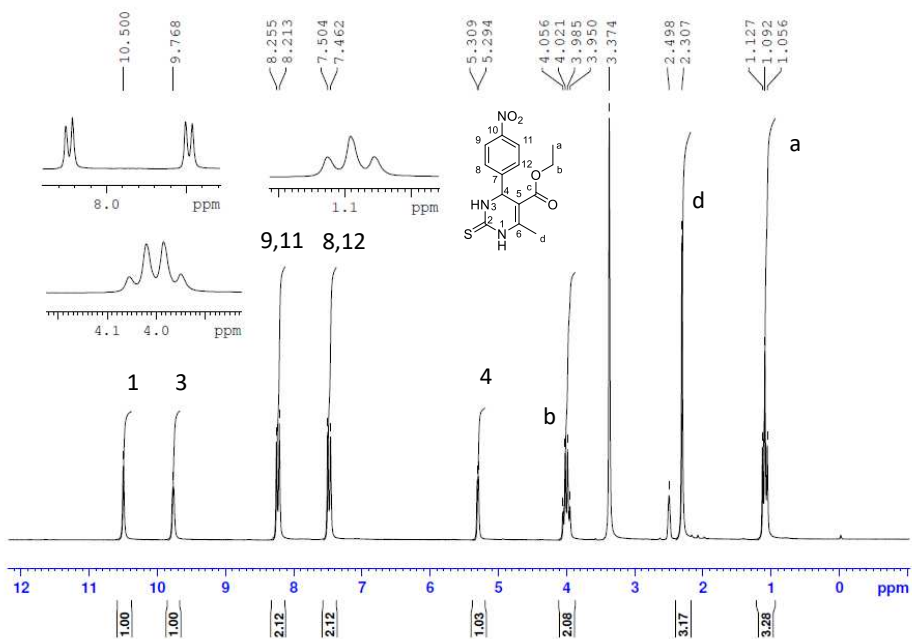 10.500
9.768
8.255
8.213
7.504
7.462
5.309
5.294
4.056
4.021
3.985
3.950
3.374
2.498
2.307
1.127
1.092
1.056
8.0 ppm
1.1 ppm
4.1 4.0 ppm
NO2
10
9 11
8 12
7
a
b
O
4
c
5
O
HN 3
2
1
6
S
N
H
d
9,11 8,12
1 3 4 b d a
12 11 10 9 8 7 6 5 4 3 2 1 0 ppm
1.00
1.00
2.12
2.12
1.03
2.08
3.17
3.28